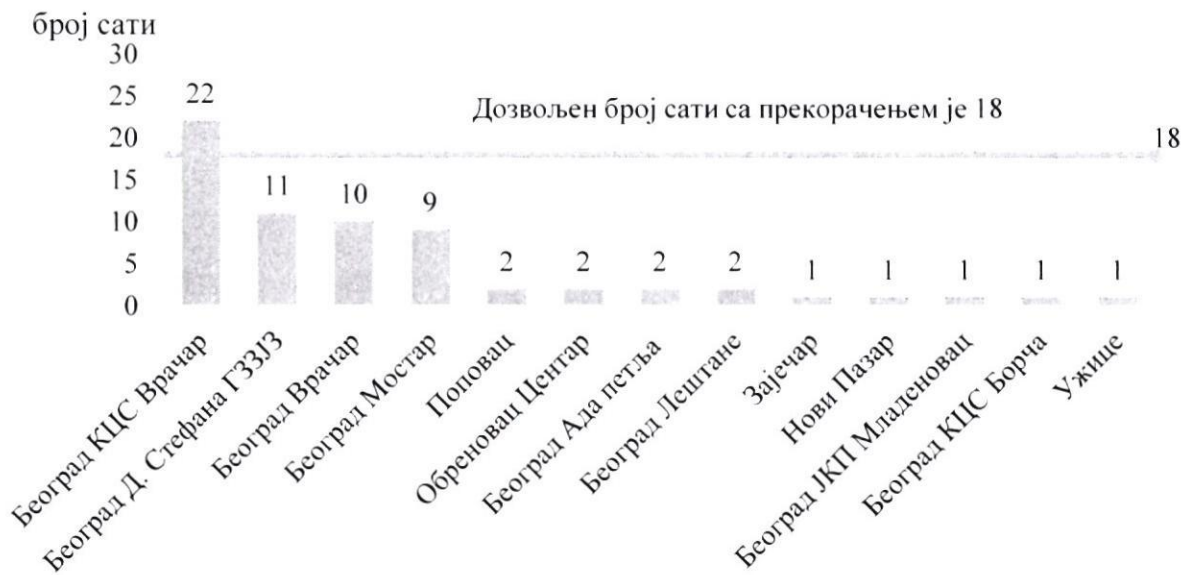 број сати
30
25
20
15
10
5
0
22
11
10
9
2
2
2
2
1
1
1
1
1
Дозвољен број сати са прекорачењем је 18
18
Београд КЦС Врачар
Београд Д. Стефана ГЗЗЈЗ
Београд Врачар
Београд Мостар
Поповац
Обреновац Центар
Београд Ада петља
Београд Лештане
Зајечар
Нови Пазар
Београд ЈКП Младеновац
Београд КЦС Борча
Ужице